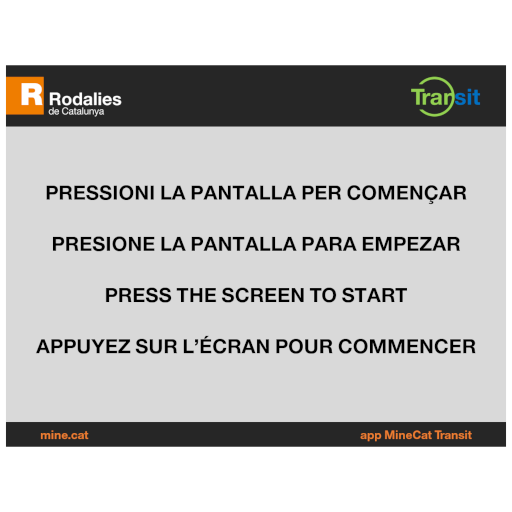 R Rodalies
de Catalunya
Transit
PRESSIONI LA PANTALLA PER COMENÇAR
PRESIONE LA PANTALLA PARA EMPEZAR
PRESS THE SCREEN TO START
APPUYEZ SUR L’ÉCRAN POUR COMMENCER
mine.cat
app MineCat Transit